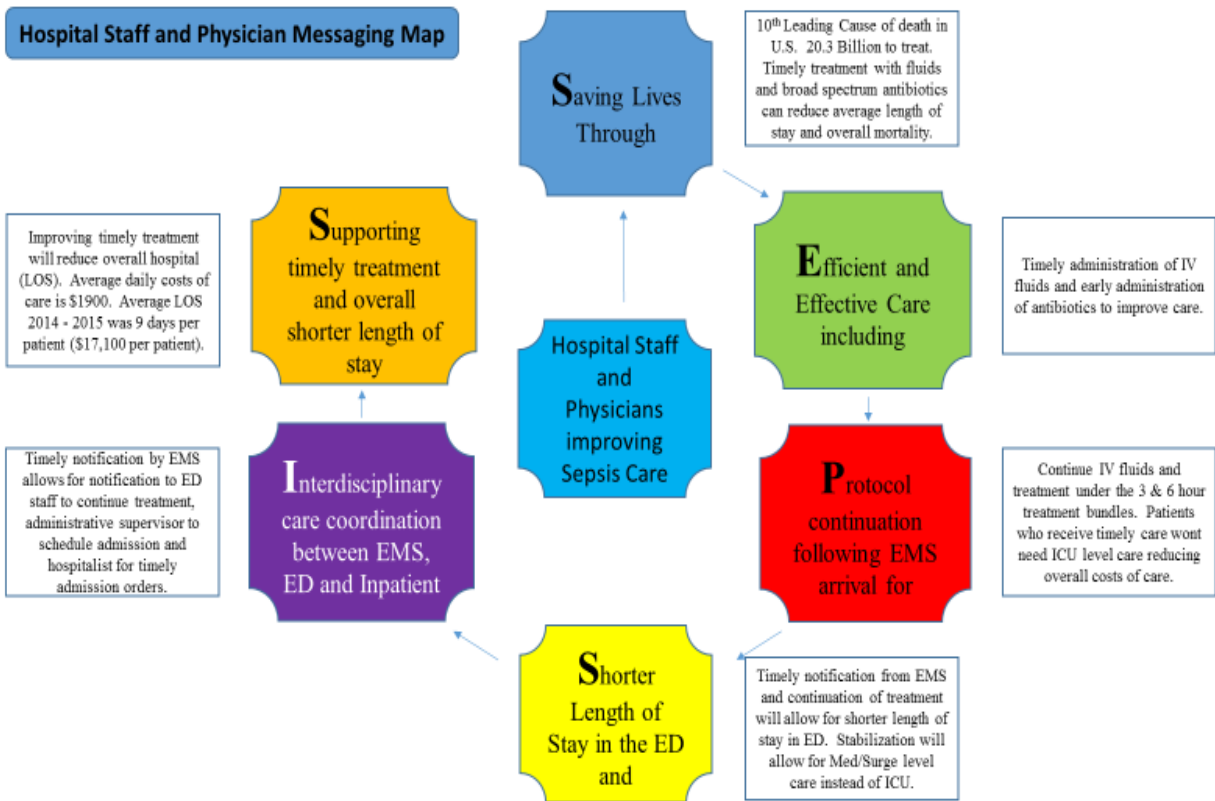 Hospital Staff and Physician Messaging Map
Saving Lives
Through
10th Leading Cause of death in
U.S. 20.3 Billion to treat.
Timely treatment with fluids
and broad spectrum antibiotics
can reduce average length of
stay and overall mortality.
Efficient and
Effective Care
including
Timely administration of IV
fluids and early administration
of antibiotics to improve care.
Protocol
continuation
following EMS
arrival for
Continue IV fluids and
treatment under the 3 & 6 hour
treatment bundles. Patients
who receive timely care wont
need ICU level care reducing
overall costs of care.
Shorter
Length of
Stay in the ED
and
Timely notification from EMS
and continuation of treatment
will allow for shorter length of
stay in ED. Stabilization will
allow for Med/Surge level
care instead of ICU.
Interdisciplinary
care coordination
between EMS,
ED and Inpatient
Timely notification by EMS
allows for notification to ED
staff to continue treatment,
administrative supervisor to
schedule admission and
hospitalist for timely
admission orders.
Supporting
timely treatment
and overall
shorter length of
stay
Improving timely treatment
will reduce overall hospital
(LOS). Average daily costs of
care is $1900. Average LOS
2014 - 2015 was 9 days per
patient ($17,100 per patient).
Hospital Staff
and
Physicians
improving
Sepsis Care